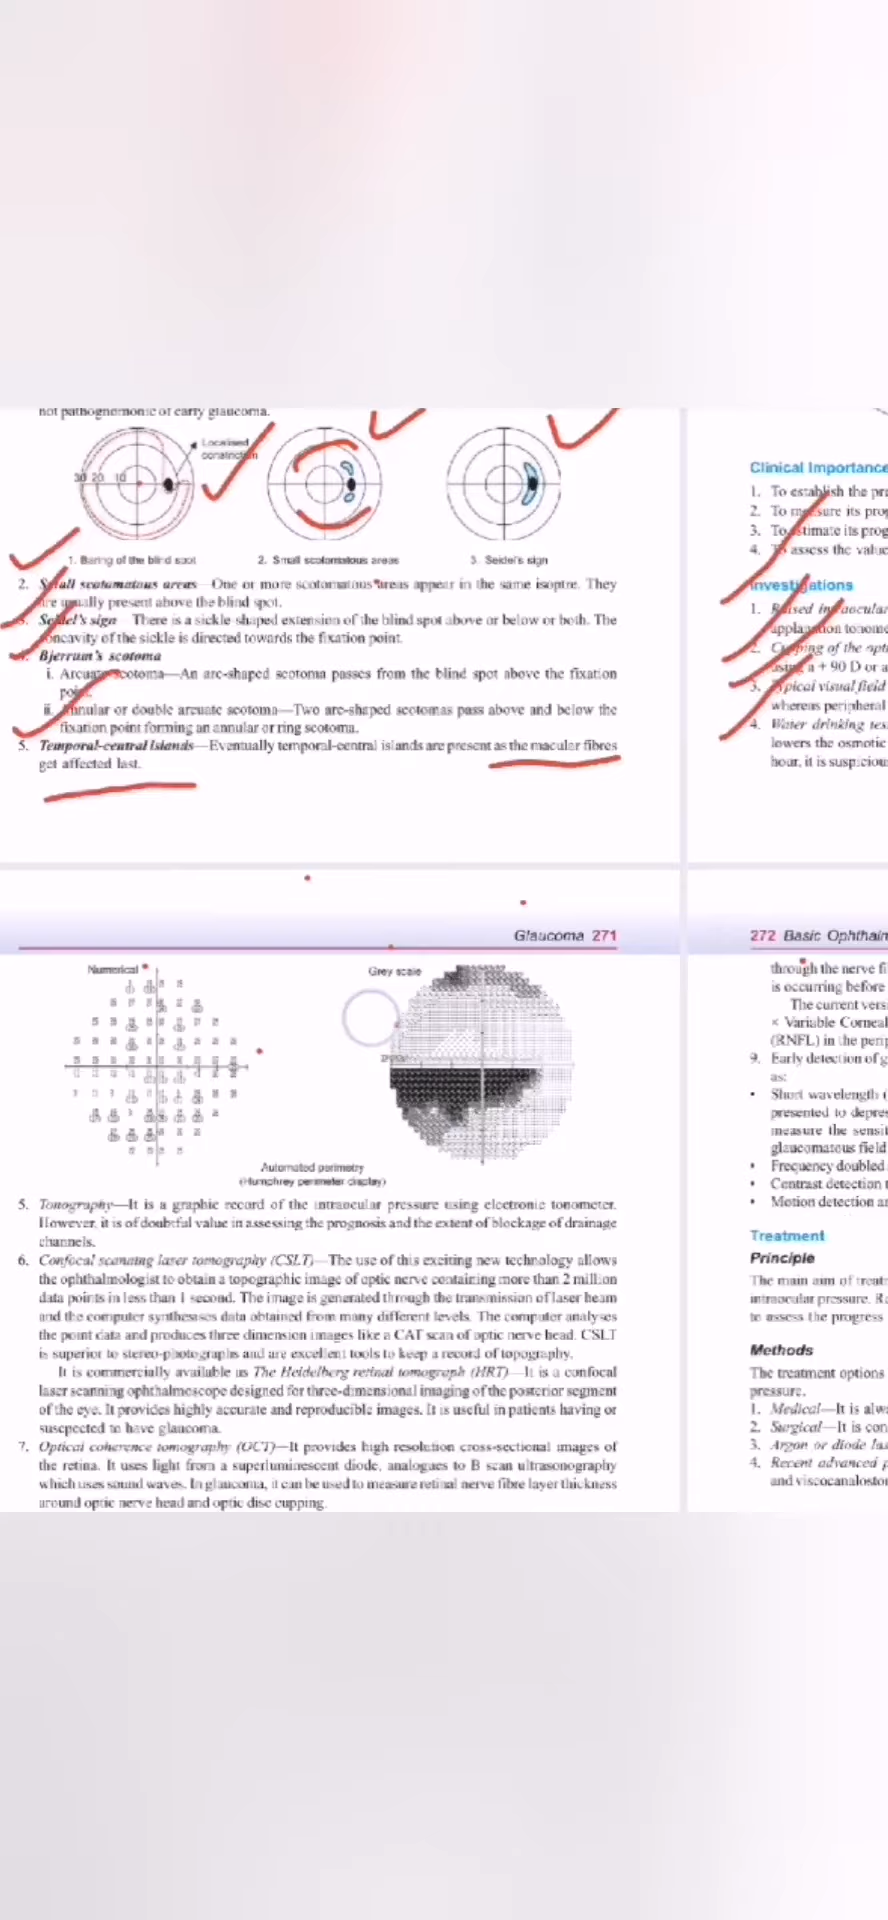 not pathognomonic of early glaucoma.
Localised
constriction
30 20 10
1. Baring of the blind spot
2. Small scotomatous areas
3. Seidel's sign
2. Small scotomatous areas—One or more scotomatous areas appear in the same isoptre. They
are usually present above the blind spot.
3. Seidel's sign—There is a sickle shaped extension of the blind spot above or below or both. The
concavity of the sickle is directed towards the fixation point.
4. Bjerrum's scotoma
i. Arcuate scotoma—An arc-shaped scotoma passes from the blind spot above the fixation
point.
ii. Annular or double arcuate scotoma—Two arc-shaped scotomas pass above and below the
fixation point forming an annular or ring scotoma.
5. Temporal-central islands—Eventually temporal-central islands are present as the macular fibres
get affected last.
Clinical Importance
1. To establish the pre
2. To measure its prog
3. To estimate its prog
4. To assess the value
Investigations
1. Raised intraocular
applanation tonome
2. Cupping of the opti
using a + 90 D or a
3. Typical visual field
whereas peripheral
4. Water drinking tes
lowers the osmotic
hour, it is suspiciou
Glaucoma 271
Numerical
Grey scale
Automated perimetry
(Humphrey perimeter display)
5. Tonography—It is a graphic record of the intraocular pressure using electronic tonometer.
However, it is of doubtful value in assessing the prognosis and the extent of blockage of drainage
channels.
6. Confocal scanning laser tomography (CSLT)—The use of this exciting new technology allows
the ophthalmologist to obtain a topographic image of optic nerve containing more than 2 million
data points in less than 1 second. The image is generated through the transmission of laser beam
and the computer synthesises data obtained from many different levels. The computer analyses
the point data and produces three dimension images like a CAT scan of optic nerve head. CSLT
is superior to stereo-photographs and are excellent tools to keep a record of topography.
It is commercially available as The Heidelberg retinal tomograph (HRT)—It is a confocal
laser scanning ophthalmoscope designed for three-dimensional imaging of the posterior segment
of the eye. It provides highly accurate and reproducible images. It is useful in patients having or
suscpected to have glaucoma.
7. Optical coherence tomography (OCT)—It provides high resolution cross-sectional images of
the retina. It uses light from a superluminescent diode, analogues to B scan ultrasonography
which uses sound waves. In glaucoma, it can be used to measure retinal nerve fibre layer thickness
around optic nerve head and optic disc cupping.
272 Basic Ophthalm
through the nerve fi
is occurring before
The current versi
× Variable Corneal
(RNFL) in the perip
9. Early detection of g
as:
• Short wavelength (
presented to depres
measure the sensit
glaucomatous field
• Frequency doubled
• Contrast detection t
• Motion detection an
Treatment
Principle
The main aim of treat
intraocular pressure. Re
to assess the progress
Methods
The treatment options
pressure.
1. Medical—It is alwa
2. Surgical—It is con
3. Argon or diode las
4. Recent advanced p
and viscocanalostor